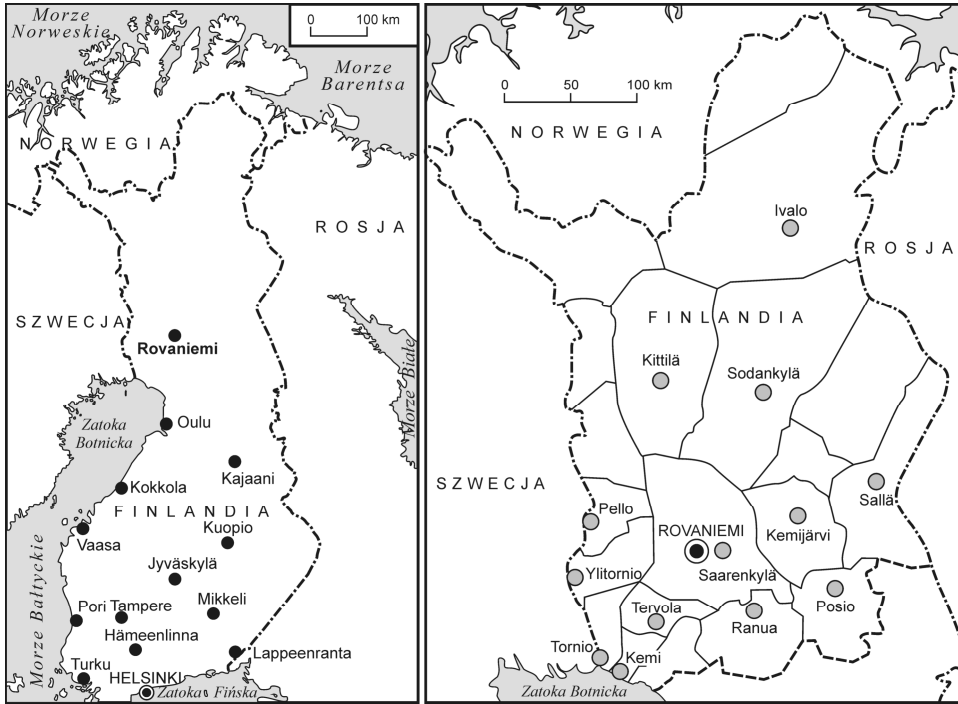 Morze
Norweskie
0 100 km
Morze
Barentsa
NORWEGIA
ROSJA
SZWECJA
Rovaniemi
Morze Białe
Zatoka
Botnicka
Oulu
Kajaani
Kokkola
FINLANDIA
Kuopio
Vaasa
Jyväskylä
Morze Bałtyckie
Pori
Tampere
Mikkeli
Hämeenlinna
Lappeenranta
Turku
HELSINKI
Zatoka Fińska
0 50 100 km
NORWEGIA
Ivalo
ROSJA
FINLANDIA
Kittilä
Sodankylä
SZWECJA
Sallä
Pello
ROVANIEMI
Kemijärvi
Ylitornio
Saarenkylä
Tervola
Ranua
Posio
Tornio
Kemi
Zatoka Botnicka